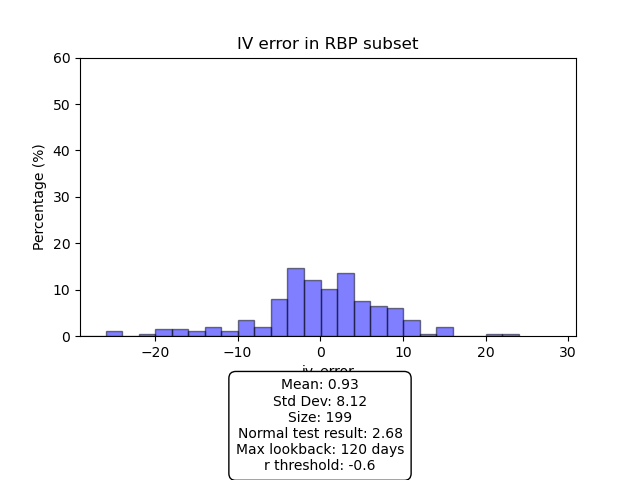 IV error in RBP subset
60
50
40
30
20
10
0
Percentage (%)
−20
−10
0
10
20
30
iv_error
Mean: 0.93
Std Dev: 8.12
Size: 199
Normal test result: 2.68
Max lookback: 120 days
r threshold: -0.6